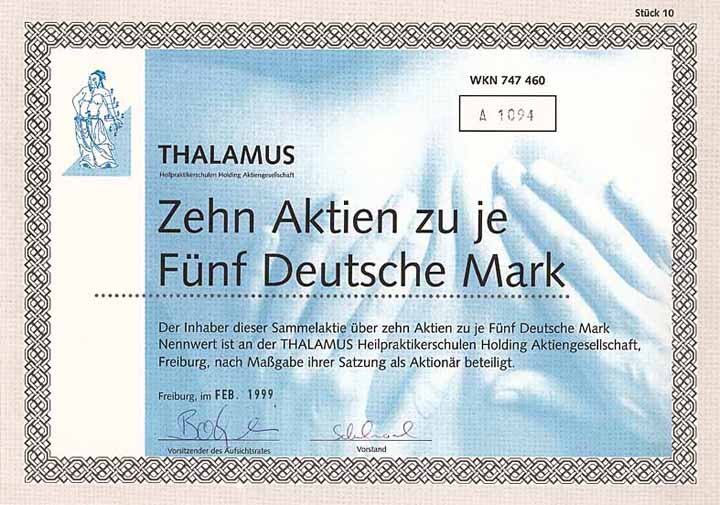 Stück 10
WKN 747 460
A 1094
THALAMUS
Heilpraktikerschulen Holding Aktiengesellschaft
Zehn Aktien zu je
Fünf Deutsche Mark
Der Inhaber dieser Sammelaktie über zehn Aktien zu je Fünf Deutsche Mark
Nennwert ist an der THALAMUS Heilpraktikerschulen Holding Aktiengesellschaft,
Freiburg, nach Maßgabe ihrer Satzung als Aktionär beteiligt.
Freiburg, im FEB. 1999
Vorsitzender des Aufsichtsrates
Vorstand